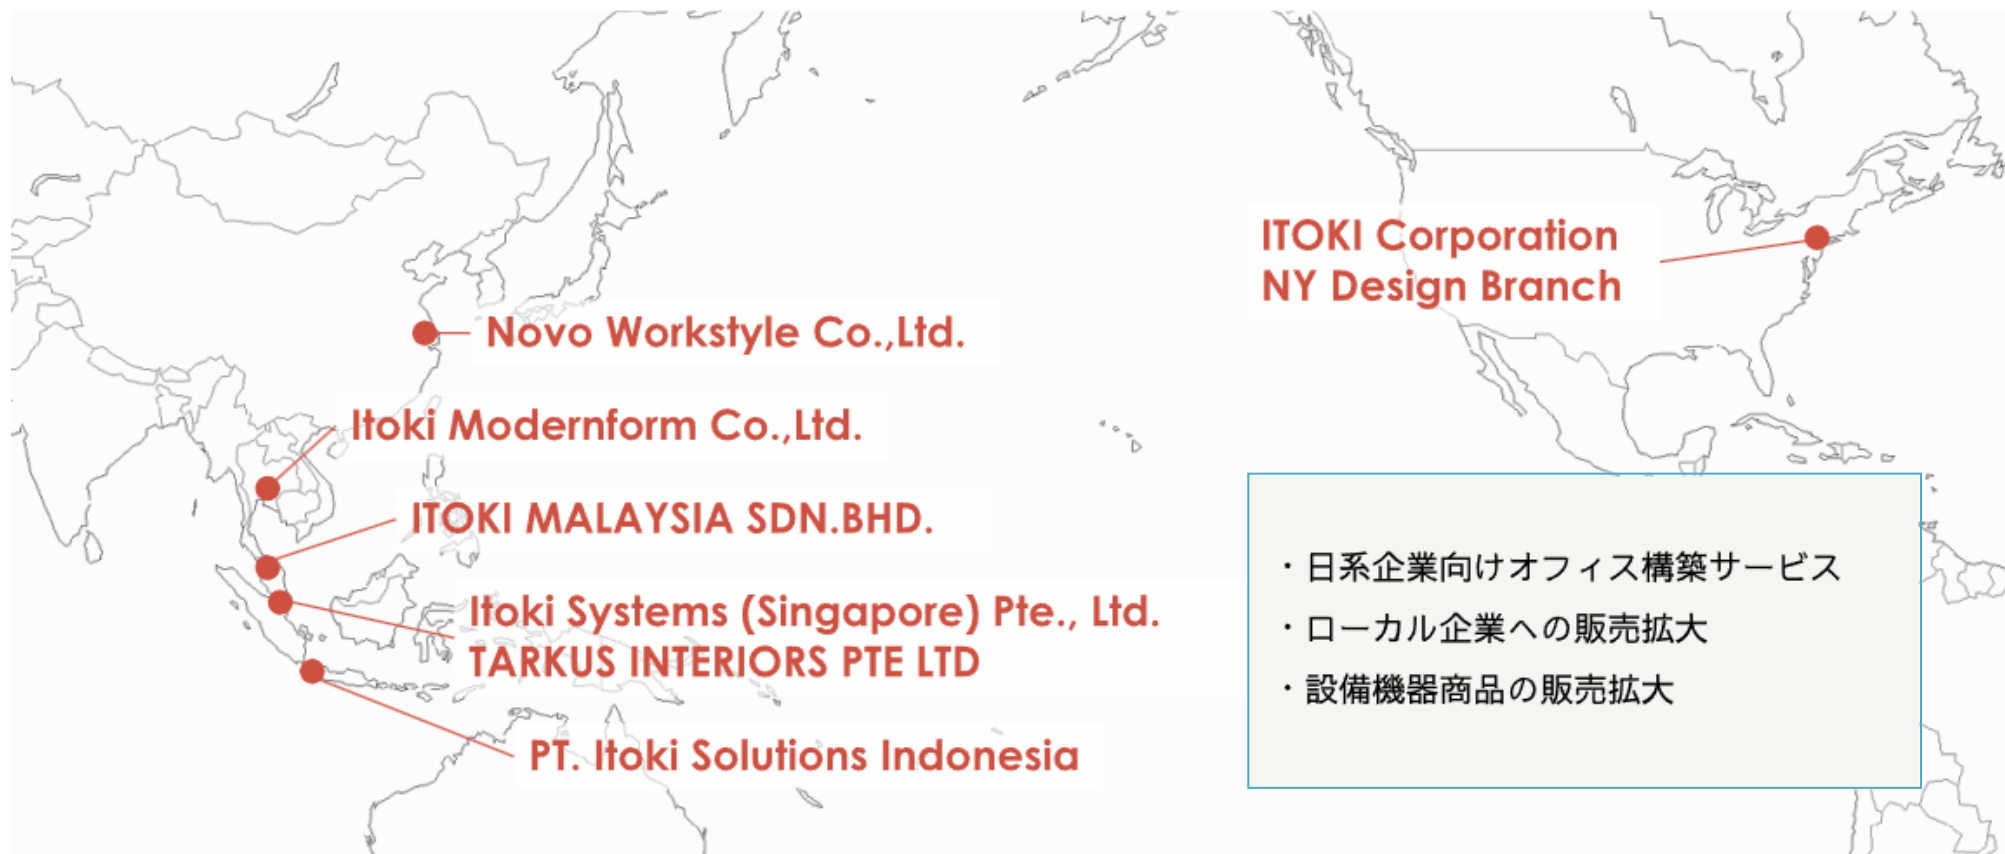 ITOKI Corporation
NY Design Branch
Novo Workstyle Co.,Ltd.
Itoki Modernform Co.,Ltd.
ITOKI MALAYSIA SDN.BHD.
Itoki Systems (Singapore) Pte., Ltd.
TARKUS INTERIORS PTE LTD
PT. Itoki Solutions Indonesia
・日系企業向けオフィス構築サービス
・ローカル企業への販売拡大
・設備機器商品の販売拡大